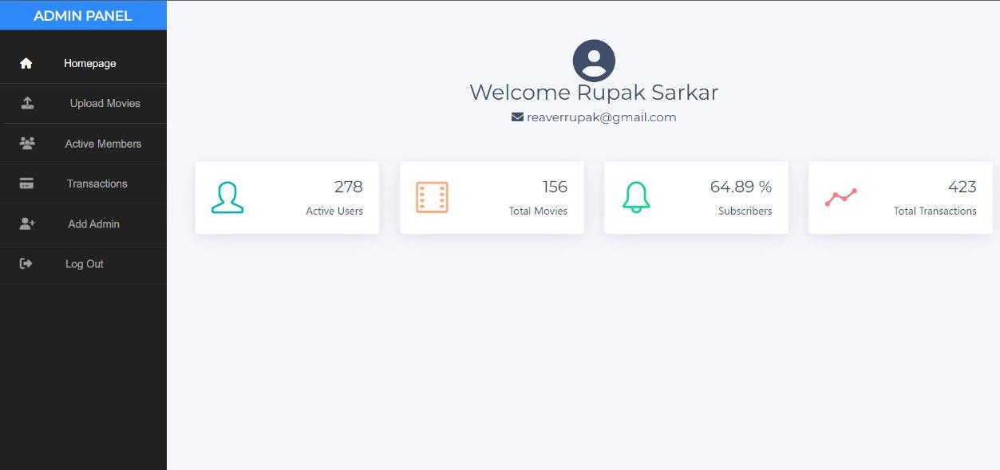 ADMIN PANEL
Homepage
Upload Movies
Active Members
Transactions
Add Admin
Log Out
Welcome Rupak Sarkar
reaverrupak@gmail.com
278
Active Users
156
Total Movies
64.89 %
Subscribers
423
Total Transactions